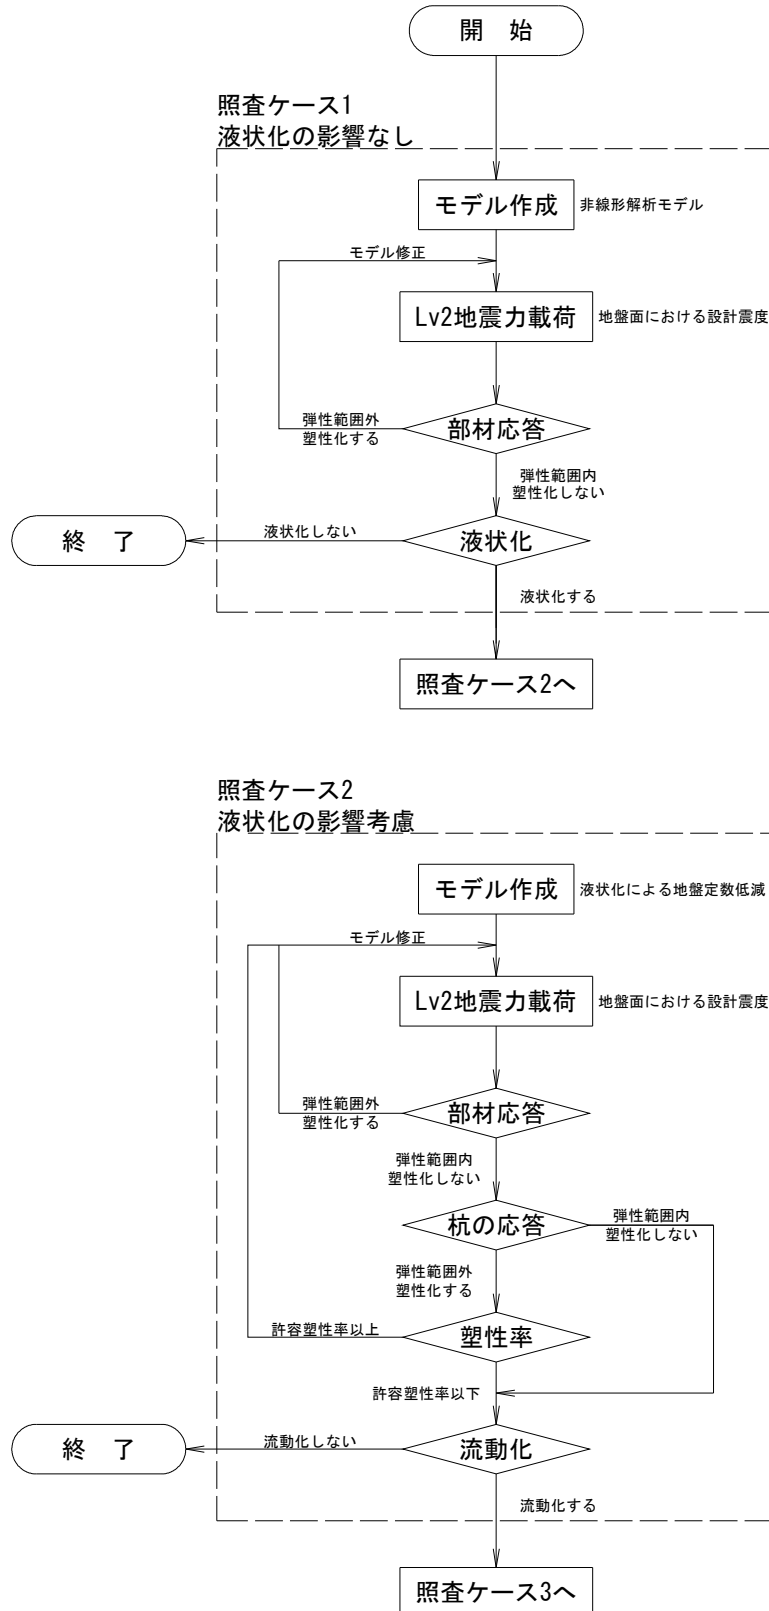 開　始
照査ケース1
液状化の影響なし
モデル作成
非線形解析モデル
モデル修正
Lv2地震力載荷
地盤面における設計震度
弾性範囲外
塑性化する
部材応答
弾性範囲内
塑性化しない
終　了
液状化しない
液状化
液状化する
照査ケース2へ
照査ケース2
液状化の影響考慮
モデル作成
液状化による地盤定数低減
モデル修正
Lv2地震力載荷
地盤面における設計震度
弾性範囲外
塑性化する
部材応答
弾性範囲内
塑性化しない
杭の応答
弾性範囲内
塑性化しない
弾性範囲外
塑性化する
許容塑性率以上
塑性率
許容塑性率以下
終　了
流動化しない
流動化
流動化する
照査ケース3へ